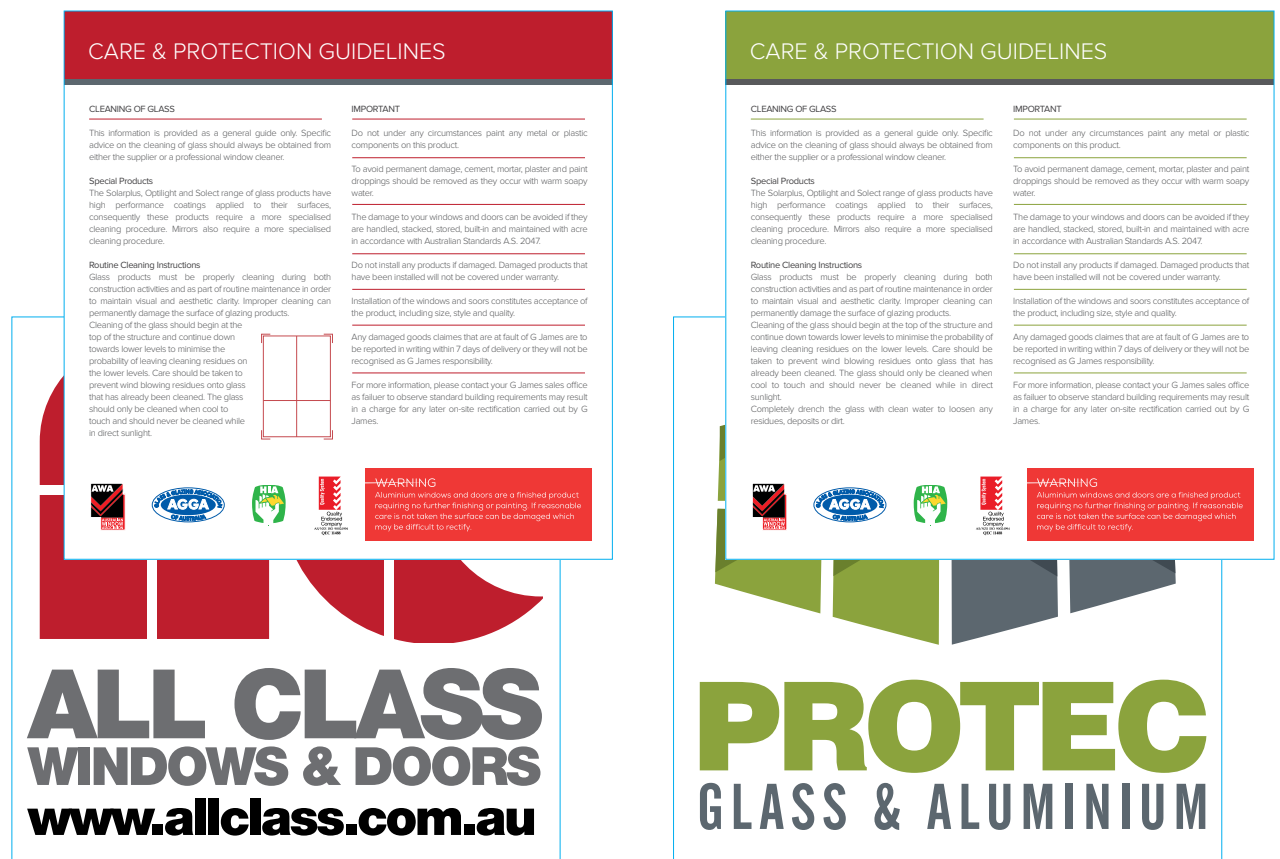 CARE & PROTECTION GUIDELINES
CLEANING OF GLASS
This information is provided as a general guide only. Specific
advice on the cleaning of glass should always be obtained from
either the supplier or a professional window cleaner.
Special Products
The Solarplus, Optilight and Solect range of glass products have
high performance coatings applied to their surfaces,
consequently these products require a more specialised
cleaning procedure. Mirrors also require a more specialised
cleaning procedure.
Routine Cleaning Instructions
Glass products must be properly cleaning during both
construction activities and as part of routine maintenance in order
to maintain visual and aesthetic clarity. Improper cleaning can
permanently damage the surface of glazing products.
Cleaning of the glass should begin at the
top of the structure and continue down
towards lower levels to minimise the
probability of leaving cleaning residues on
the lower levels. Care should be taken to
prevent wind blowing residues onto glass
that has already been cleaned. The glass
should only be cleaned when cool to
touch and should never be cleaned while
in direct sunlight.
IMPORTANT
Do not under any circumstances paint any metal or plastic
components on this product.
To avoid permanent damage, cement, mortar, plaster and paint
droppings should be removed as they occur with warm soapy
water.
The damage to your windows and doors can be avoided if they
are handled, stacked, stored, built-in and maintained with acre
in accordance with Australian Standards A.S. 2047.
Do not install any products if damaged. Damaged products that
have been installed will not be covered under warranty.
Installation of the windows and soors constitutes acceptance of
the product, including size, style and quality.
Any damaged goods claimes that are at fault of G James are to
be reported in writing within 7 days of delivery or they will not be
recognised as G James responsibility.
For more information, please contact your G James sales office
as failuer to observe standard building requirements may result
in a charge for any later on-site rectification carried out by G
James.
AWA
AUSTRALIAN
WINDOW
GLASS & GLAZING ASSOCIATION
AGGA
OF AUSTRALIA
HIA
Quality System
Quality
Endorsed
Company
QEC 11488
WARNING
Aluminium windows and doors are a finished product
requiring no further finishing or painting. If reasonable
care is not taken the surface can be damaged which
may be difficult to rectify.
ALL CLASS
WINDOWS & DOORS
www.allclass.com.au
CARE & PROTECTION GUIDELINES
CLEANING OF GLASS
This information is provided as a general guide only. Specific
advice on the cleaning of glass should always be obtained from
either the supplier or a professional window cleaner.
Special Products
The Solarplus, Optilight and Solect range of glass products have
high performance coatings applied to their surfaces,
consequently these products require a more specialised
cleaning procedure. Mirrors also require a more specialised
cleaning procedure.
Routine Cleaning Instructions
Glass products must be properly cleaning during both
construction activities and as part of routine maintenance in order
to maintain visual and aesthetic clarity. Improper cleaning can
permanently damage the surface of glazing products.
Cleaning of the glass should begin at the top of the structure and
continue down towards lower levels to minimise the probability of
leaving cleaning residues on the lower levels. Care should be
taken to prevent wind blowing residues onto glass that has
already been cleaned. The glass should only be cleaned when
cool to touch and should never be cleaned while in direct
sunlight.
Completely drench the glass with clean water to loosen any
residues, deposits or dirt.
IMPORTANT
Do not under any circumstances paint any metal or plastic
components on this product.
To avoid permanent damage, cement, mortar, plaster and paint
droppings should be removed as they occur with warm soapy
water.
The damage to your windows and doors can be avoided if they
are handled, stacked, stored, built-in and maintained with acre
in accordance with Australian Standards A.S. 2047.
Do not install any products if damaged. Damaged products that
have been installed will not be covered under warranty.
Installation of the windows and soors constitutes acceptance of
the product, including size, style and quality.
Any damaged goods claimes that are at fault of G James are to
be reported in writing within 7 days of delivery or they will not be
recognised as G James responsibility.
For more information, please contact your G James sales office
as failuer to observe standard building requirements may result
in a charge for any later on-site rectification carried out by G
James.
AWA
AUSTRALIAN
WINDOW
GLASS & GLAZING ASSOCIATION
AGGA
OF AUSTRALIA
HIA
Quality System
Quality
Endorsed
Company
QEC 11488
WARNING
Aluminium windows and doors are a finished product
requiring no further finishing or painting. If reasonable
care is not taken the surface can be damaged which
may be difficult to rectify.
PROTEC
GLASS & ALUMINIUM